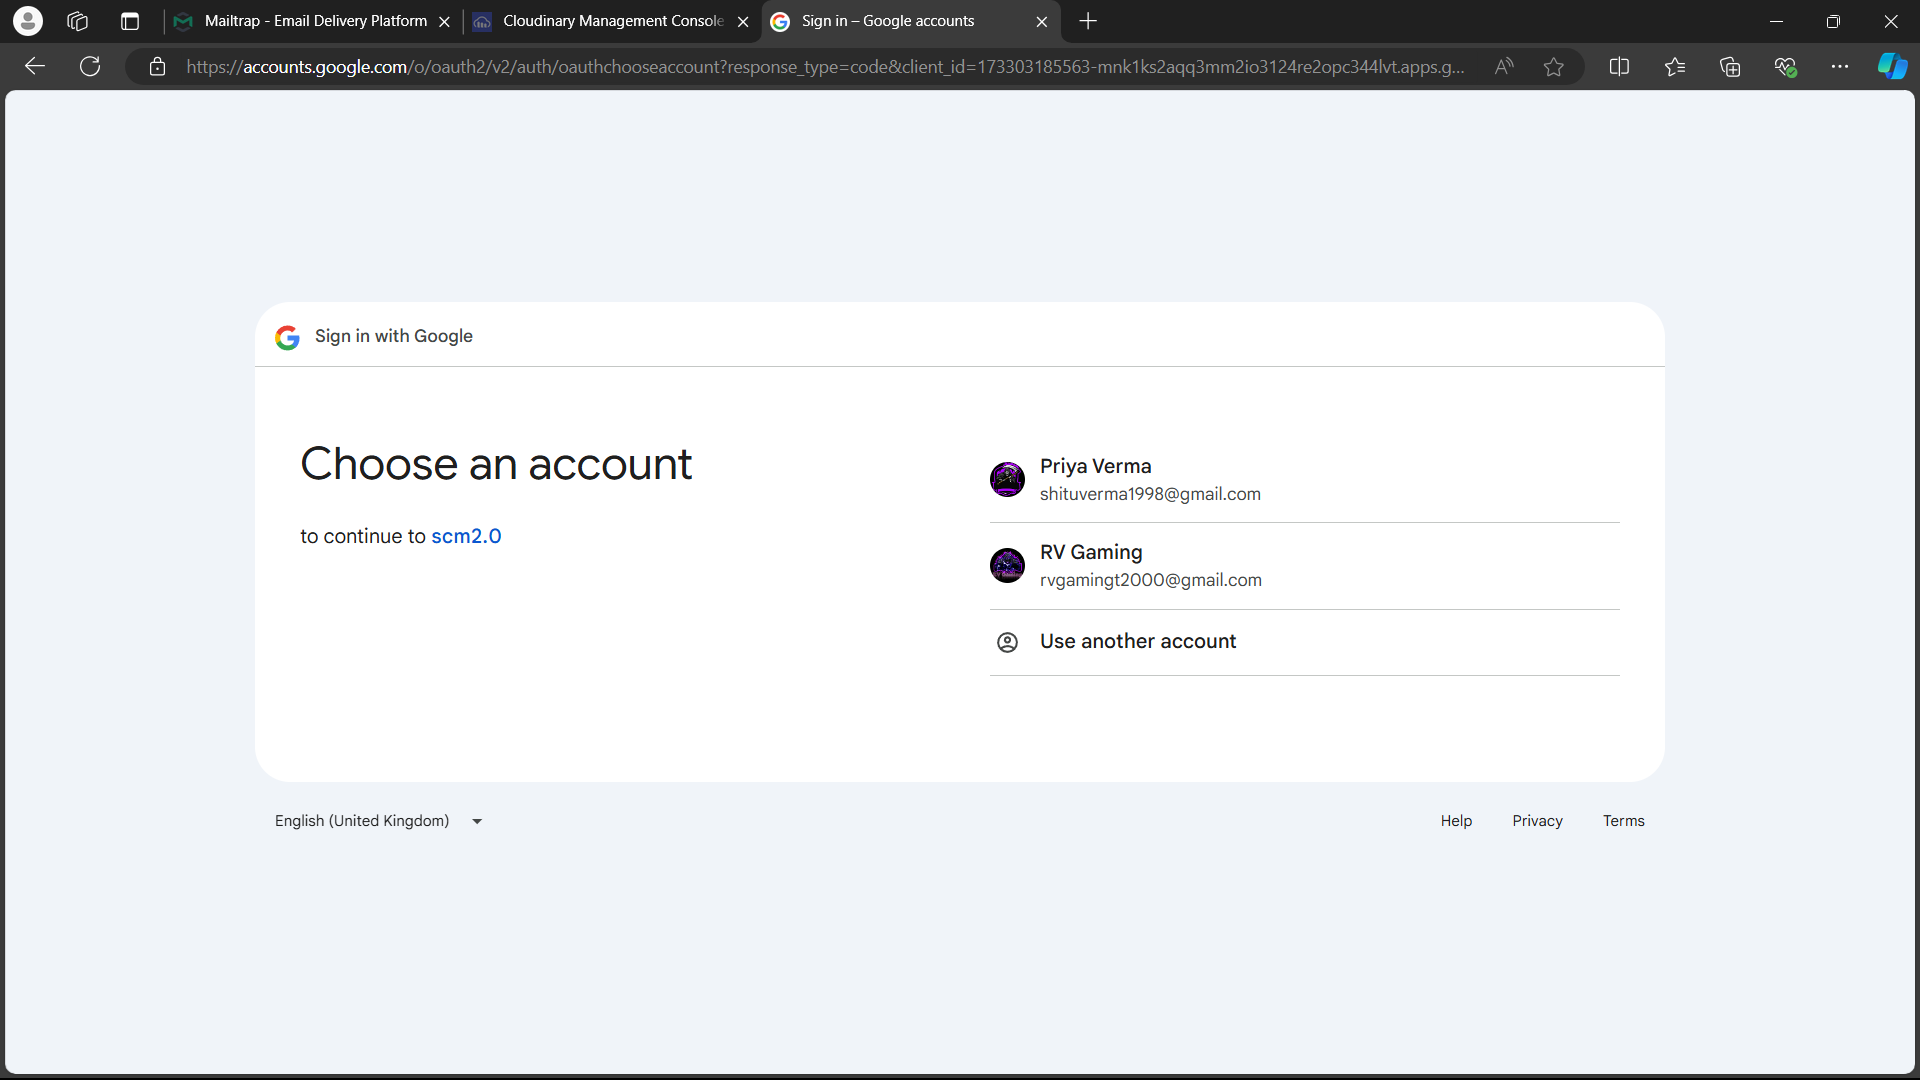 Mailtrap - Email Delivery Platform
Cloudinary Management Console
Sign in – Google accounts
https://accounts.google.com/o/oauth2/v2/auth/oauthchooseaccount?response_type=code&client_id=173303185563-mnk1ks2aqq3mm2io3124re2opc344lvt.apps.g...
Sign in with Google
Choose an account
to continue to scm2.0
Priya Verma
shituverma1998@gmail.com
RV Gaming
rvgamingt2000@gmail.com
Use another account
English (United Kingdom)
Help
Privacy
Terms